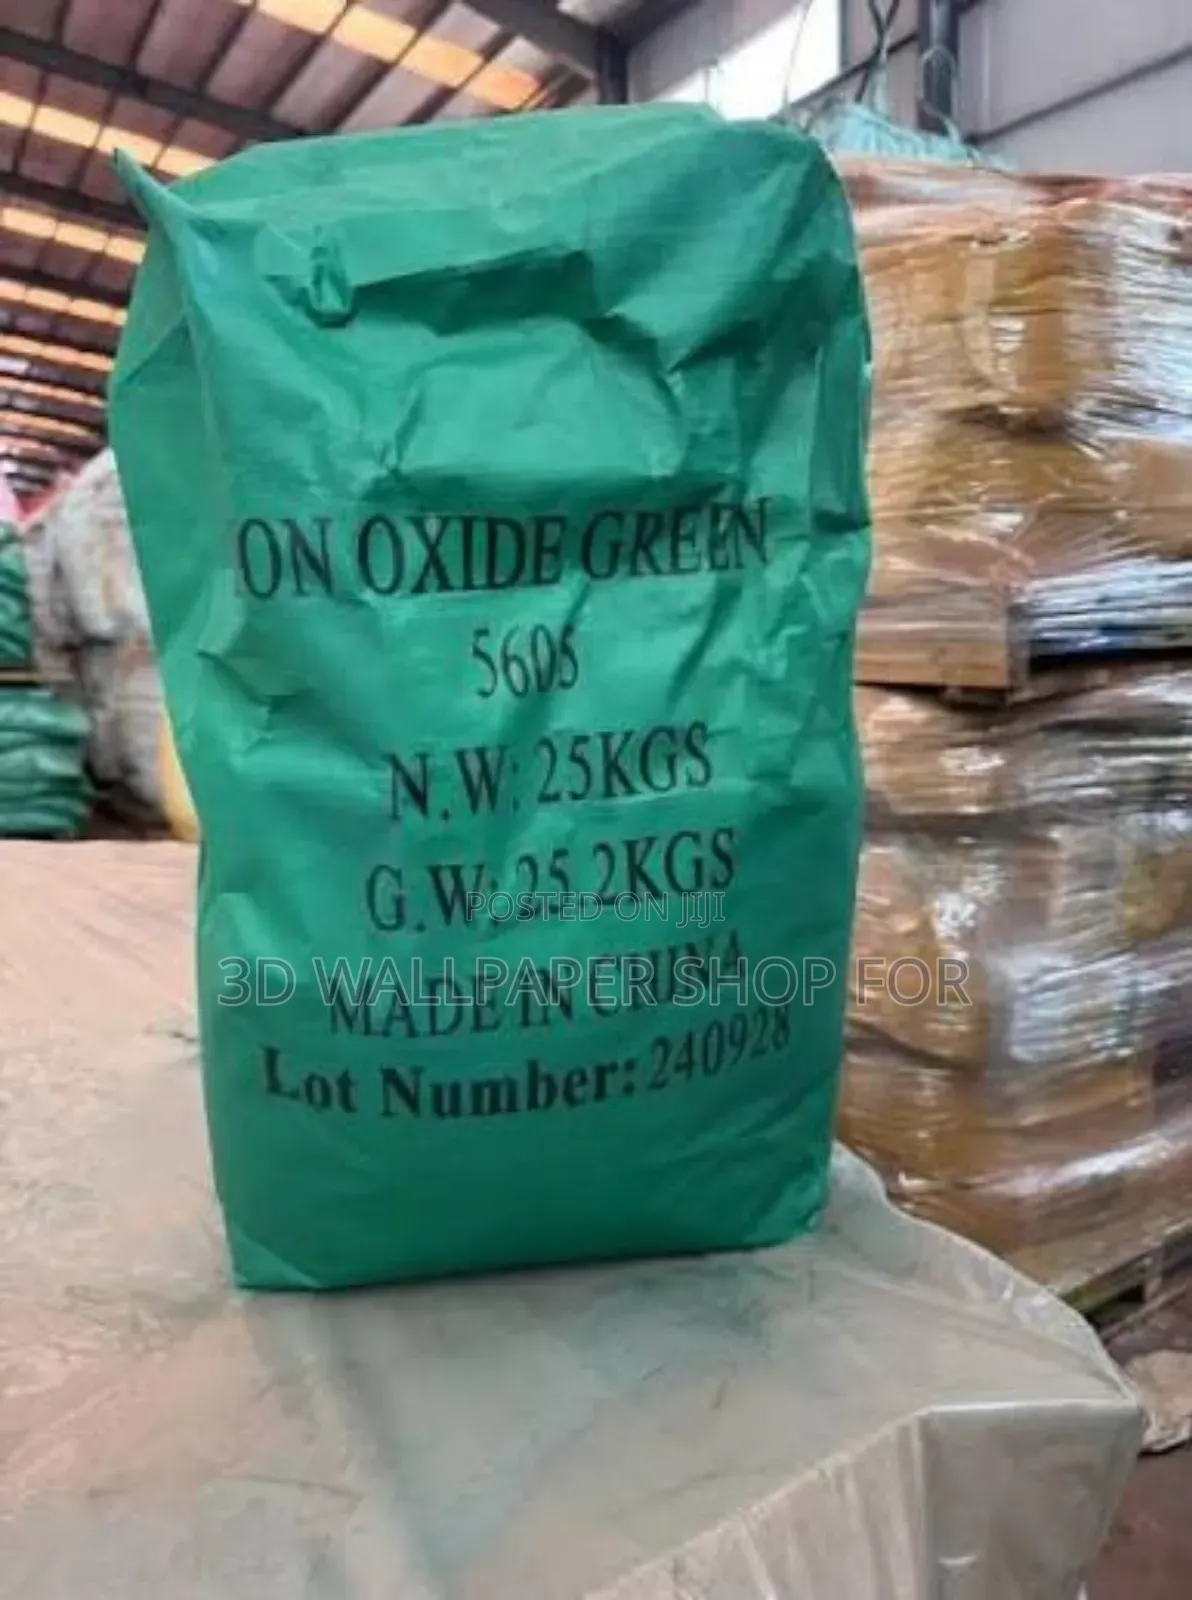 ION OXIDE GREEN
5605
N.W: 25KGS
G.W: 25.2KGS
POSTED ON JIJI
3D WALLPAPER SHOP FOR
MADE IN CHINA
Lot Number: 240928